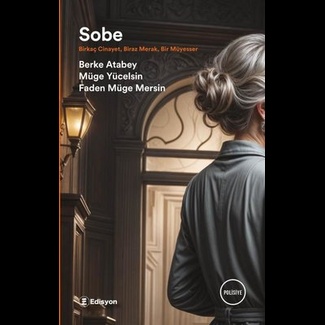 Sobe
Birkaç Cinayet, Biraz Merak, Bir Müyesser
Berke Atabey
Müge Yücelsin
Faden Müge Mersin
Edisyon
POLİSİYE